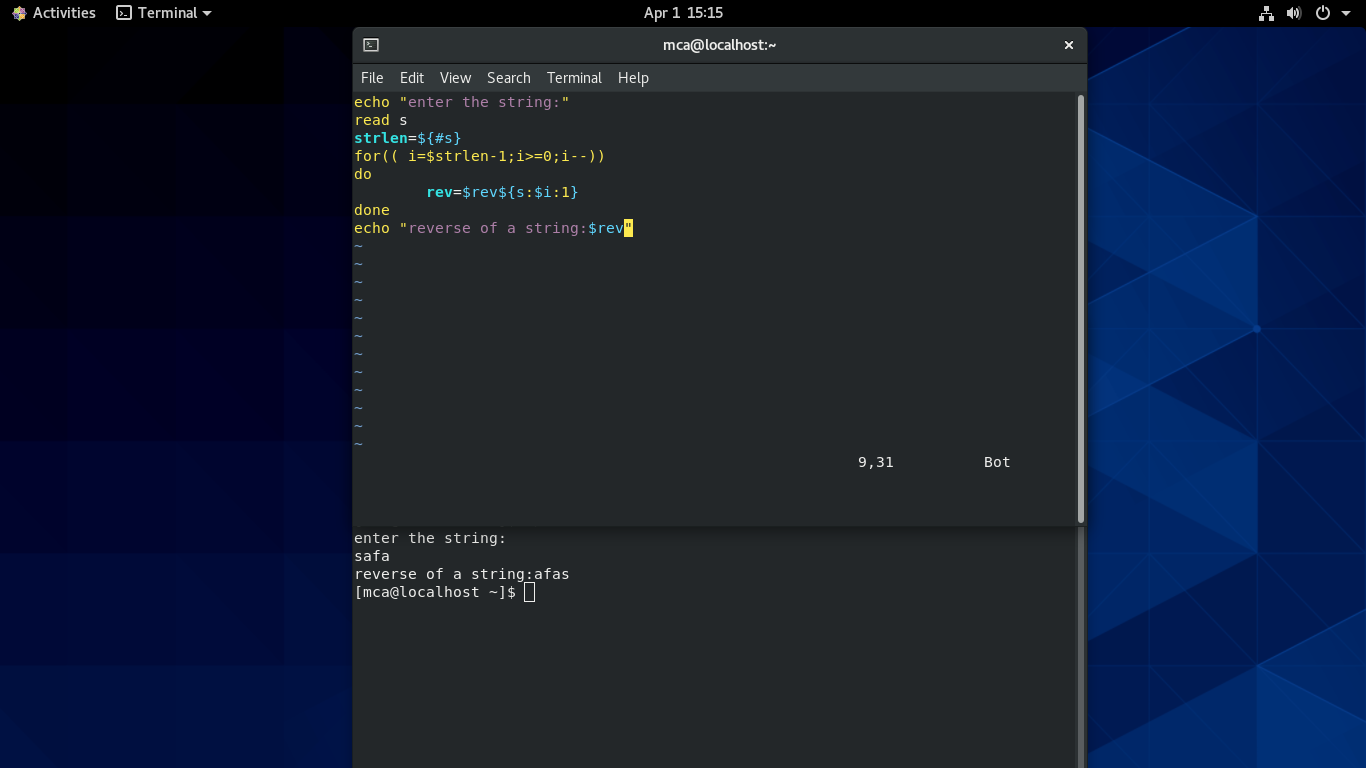 Activities Terminal Apr 1 15:15
mca@localhost:~
File Edit View Search Terminal Help
echo "enter the string:"
read s
strlen=${#s}
for(( i=$strlen-1;i>=0;i--))
do
        rev=$rev${s:$i:1}
done
echo "reverse of a string:$rev"
~
~
~
~
~
~
~
~
~
~
~
~
9,31 Bot
enter the string:
safa
reverse of a string:afas
[mca@localhost ~]$